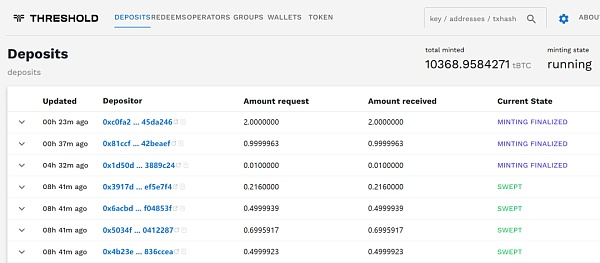 THRESHOLD DEPOSITS REDEEMS OPERATORS GROUPS WALLETS TOKEN key / addresses / txhash ABOU
Deposits
deposits
total minted
10368.9584271 tBTC
minting state
running
Updated Depositor Amount request Amount received Current State
00h 23m ago 0xc0fa2 ... 45da246 2.0000000 2.0000000 MINTING FINALIZED
00h 37m ago 0x81ccf ... 42beaef 0.9999963 0.9999963 MINTING FINALIZED
04h 32m ago 0x1d50d ... 3889c24 0.0100000 0.0100000 MINTING FINALIZED
08h 41m ago 0x3917d ... ef5e7f4 0.2160000 0.2160000 SWEPT
08h 41m ago 0x6acbd ... f04853f 0.4999939 0.4999939 SWEPT
08h 41m ago 0x5034f ... 0412287 0.6995917 0.6995917 SWEPT
08h 41m ago 0x4b23e ... 836ccea 0.4999923 0.4999923 SWEPT